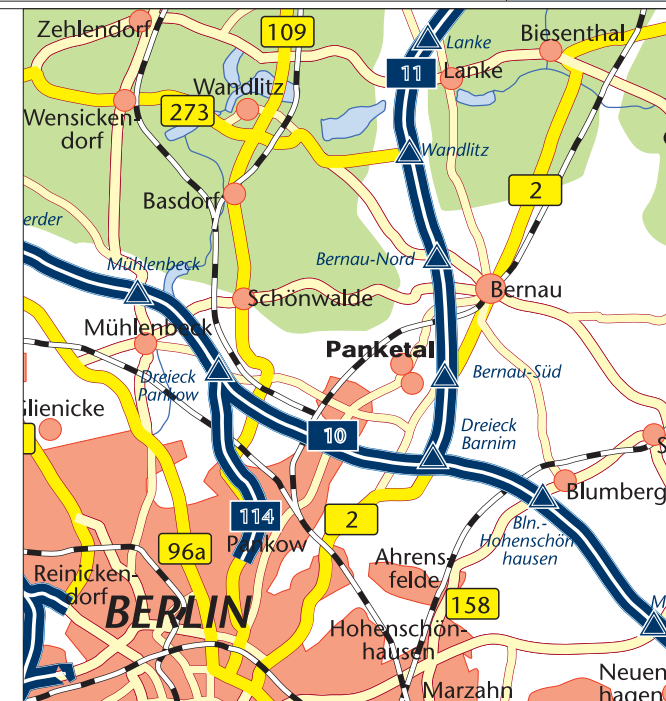 Zehlendorf
109
Lanke
Biesenthal
11
Lanke
Wandlitz
273
Wensicken
dorf
Wandlitz
2
Basdorf
erder
Mühlenbeck
Bernau-Nord
Schönwalde
Bernau
Mühlenbeck
Panketal
Dreieck
Pankow
Bernau-Süd
Glienicke
10
Dreieck
Barnim
S
Blumberg
114
2
Bln.-
Hohenschön
hausen
Pankow
96a
Ahrens-
felde
Reinicken-
dorf
BERLIN
158
M
Hohenschön-
hausen
Neuen
hagen
Marzahn